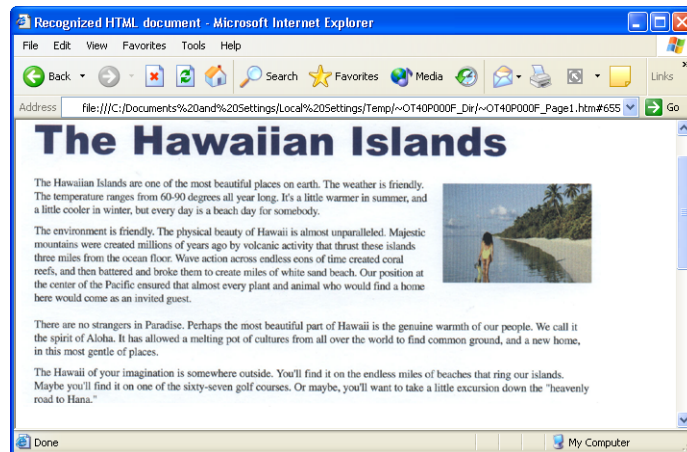 Recognized HTML document - Microsoft Internet Explorer
File Edit View Favorites Tools Help
Back Search Favorites Media Links
Address file:///C:/Documents%20and%20Settings/Local%20Settings/Temp/~OT40P000F_Dir/~OT40P000F_Page1.htm#655 Go
The Hawaiian Islands
The Hawaiian Islands are one of the most beautiful places on earth. The weather is friendly.
The temperature ranges from 60-90 degrees all year long. It's a little warmer in summer, and
a little cooler in winter, but every day is a beach day for somebody.
The environment is friendly. The physical beauty of Hawaii is almost unparalleled. Majestic
mountains were created millions of years ago by volcanic activity that thrust these islands
three miles from the ocean floor. Wave action across endless eons of time created coral
reefs, and then battered and broke them to create miles of white sand beach. Our position at
the center of the Pacific ensured that almost every plant and animal who would find a home
here would come as an invited guest.
There are no strangers in Paradise. Perhaps the most beautiful part of Hawaii is the genuine warmth of our people. We call it
the spirit of Aloha. It has allowed a melting pot of cultures from all over the world to find common ground, and a new home,
in this most gentle of places.
The Hawaii of your imagination is somewhere outside. You'll find it on the endless miles of beaches that ring our islands.
Maybe you'll find it on one of the sixty-seven golf courses. Or maybe, you'll want to take a little excursion down the "heavenly
road to Hana."
Done My Computer